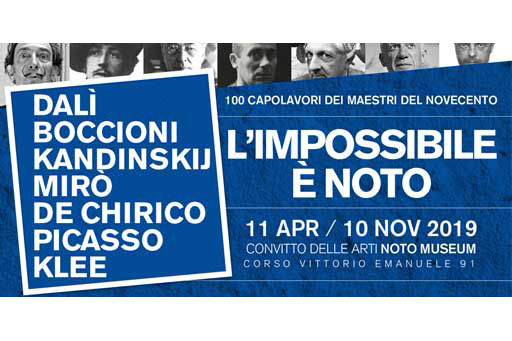 DALÌ
BOCCIONI
KANDINSKIJ
MIRÒ
DE CHIRICO
PICASSO
KLEE
100 CAPOLAVORI DEI MAESTRI DEL NOVECENTO
L'IMPOSSIBILE
È NOTO
11 APR / 10 NOV 2019
CONVITTO DELLE ARTI NOTO MUSEUM
CORSO VITTORIO EMANUELE 91